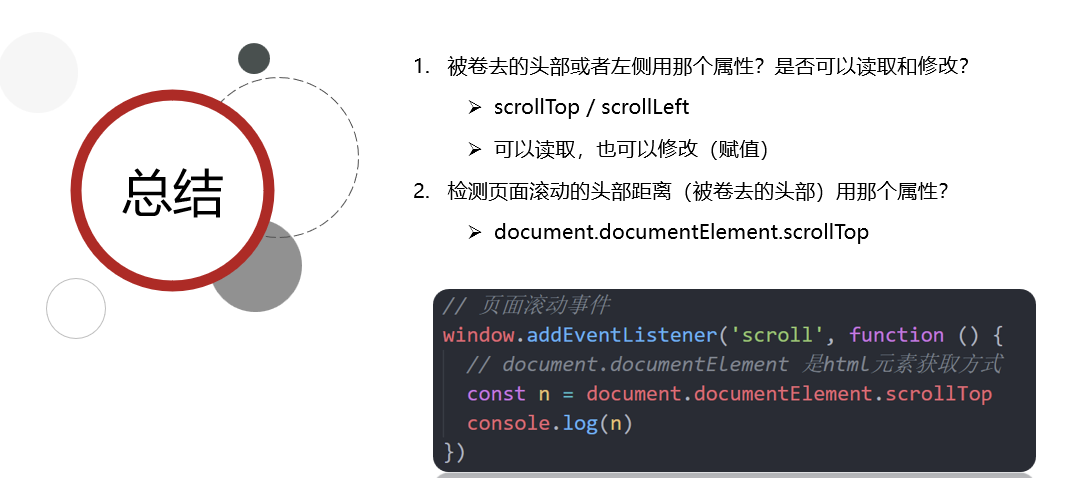 总结
1. 被卷去的头部或者左侧用那个属性？是否可以读取和修改？
➢ scrollTop / scrollLeft
➢ 可以读取，也可以修改（赋值）
2. 检测页面滚动的头部距离（被卷去的头部）用那个属性？
➢ document.documentElement.scrollTop
// 页面滚动事件
window.addEventListener('scroll', function () {
  // document.documentElement 是html元素获取方式
  const n = document.documentElement.scrollTop
  console.log(n)
})